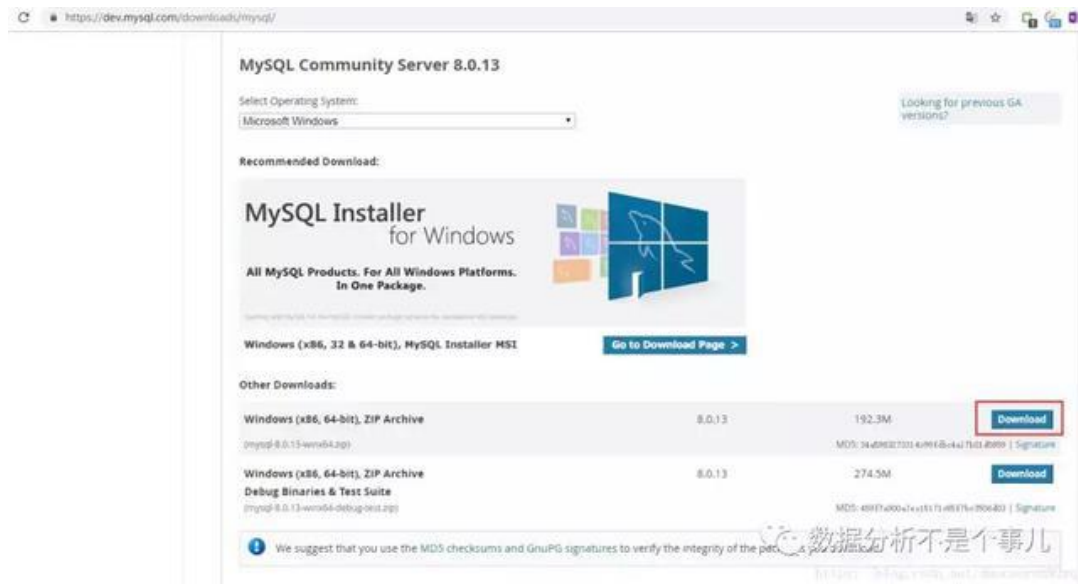 https://dev.mysql.com/downloads/mysql/
MySQL Community Server 8.0.13
Select Operating System:
Microsoft Windows
Looking for previous GA versions?
Recommended Download:
MySQL Installer
for Windows
All MySQL Products. For All Windows Platforms.
In One Package.
Windows (x86, 32 & 64-bit), MySQL Installer MSI
Go to Download Page >
Other Downloads:
Windows (x86, 64-bit), ZIP Archive 8.0.13 192.3M Download
(mysql-8.0.13-winx64.zip) MD5: | Signature
Windows (x86, 64-bit), ZIP Archive 8.0.13 274.5M Download
Debug Binaries & Test Suite
(mysql-8.0.13-winx64-debug-test.zip) MD5: | Signature
We suggest that you use the MD5 checksums and GnuPG signatures to verify the integrity of the
数据分析不是个事儿